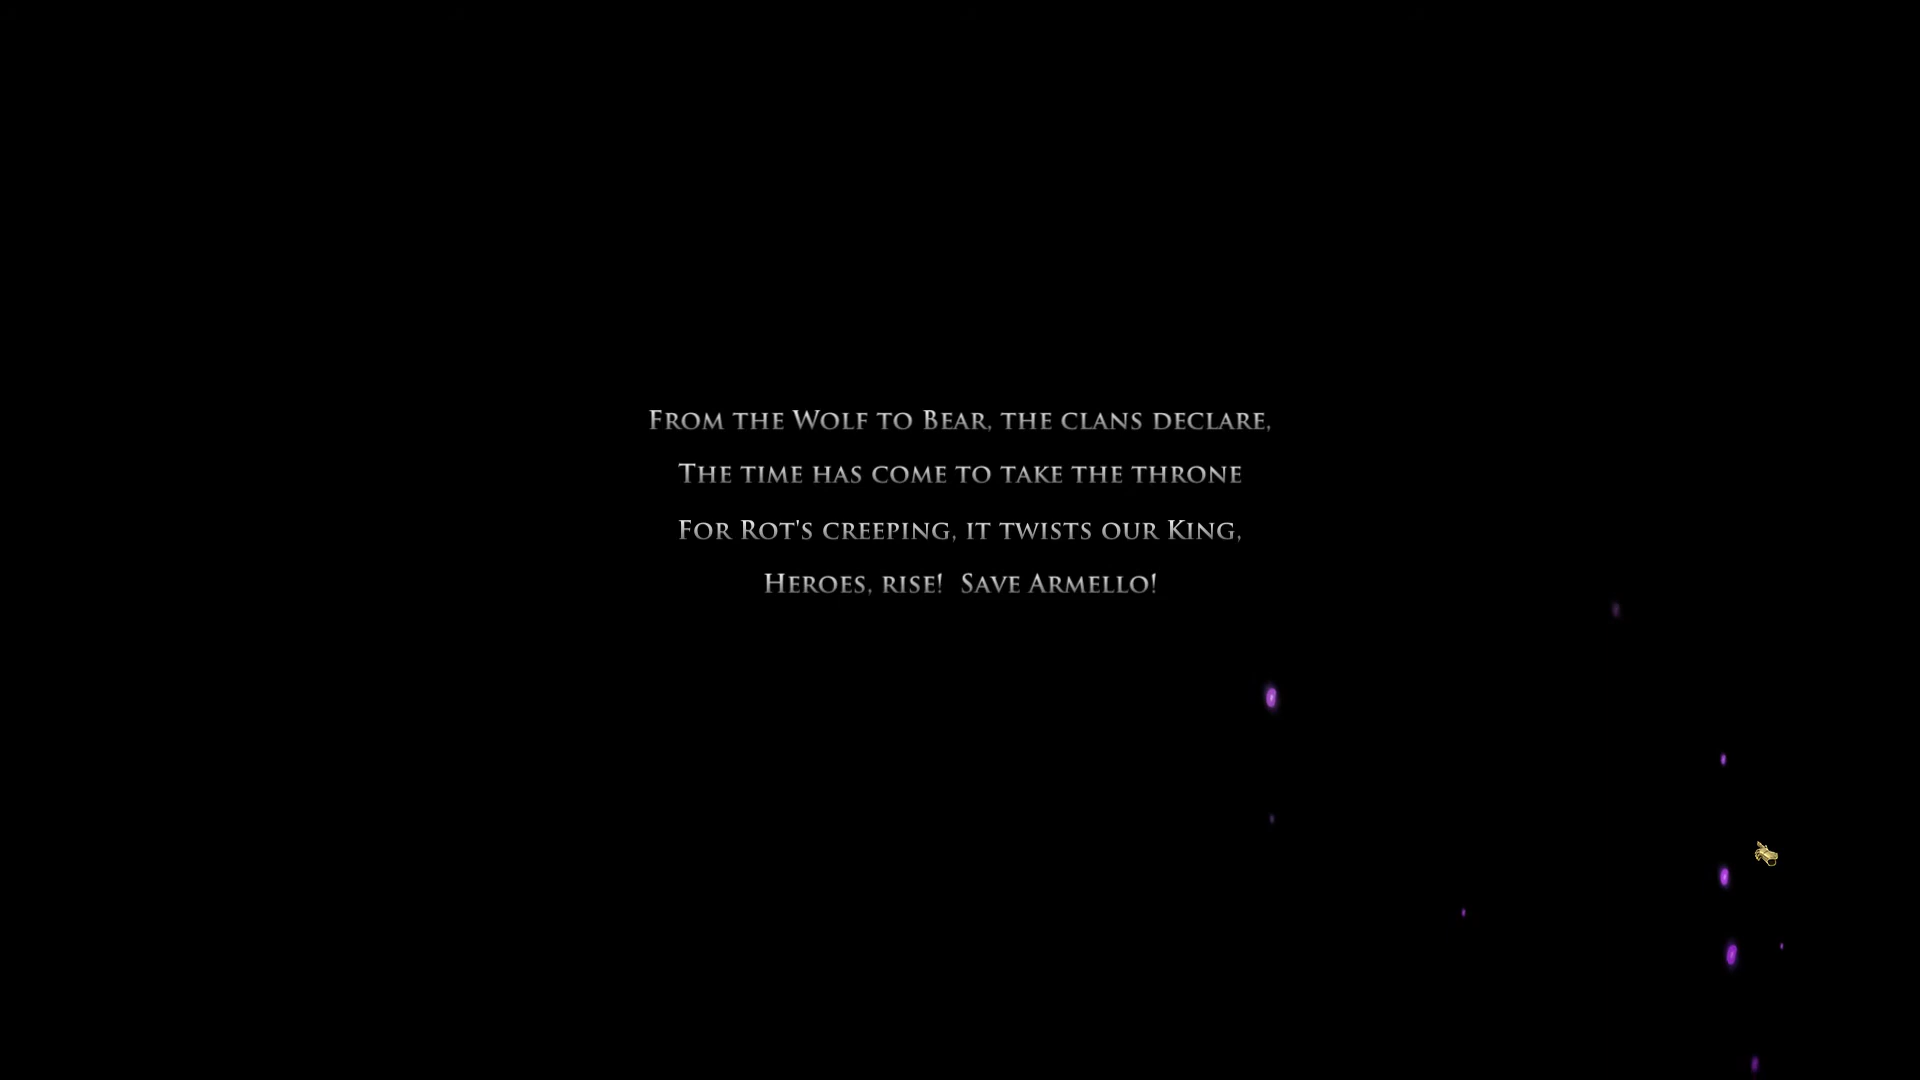 From the Wolf to Bear, the clans declare,
The time has come to take the throne
For Rot's creeping, it twists our King,
Heroes, rise!  Save Armello!